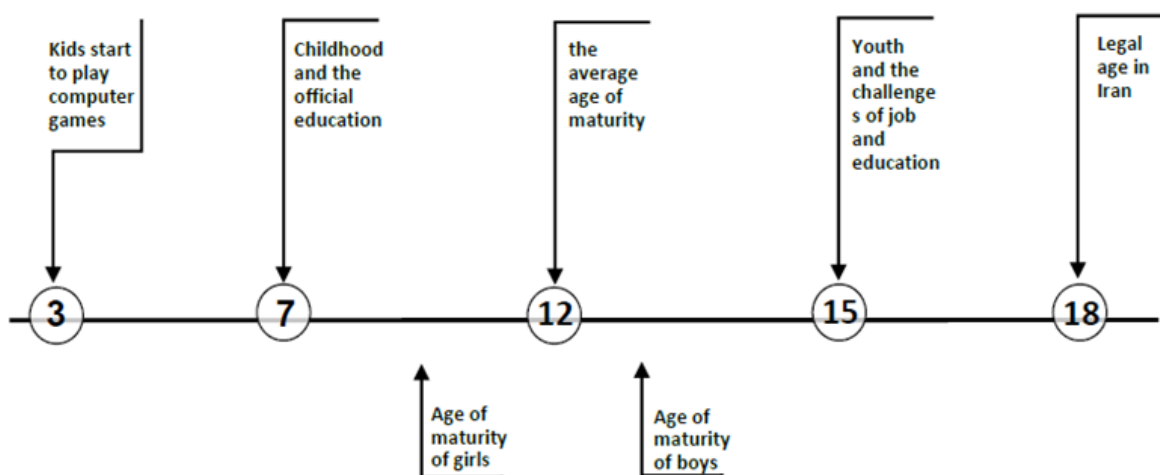 Kids start
to play
computer
games
Childhood
and the
official
education
the
average
age of
maturity
Youth
and the
challenge
s of job
and
education
Legal
age in
Iran
3
7
12
15
18
Age of
maturity
of girls
Age of
maturity
of boys